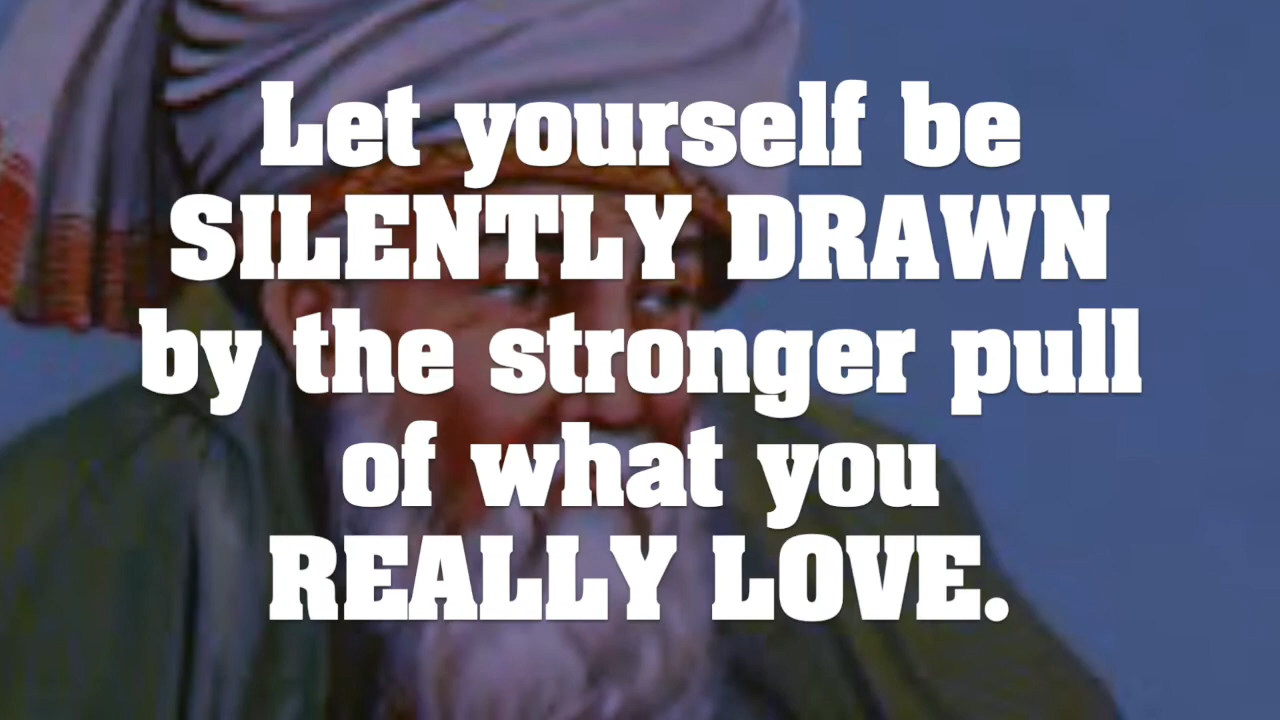 Let yourself be
SILENTLY DRAWN
by the stronger pull
of what you
REALLY LOVE.